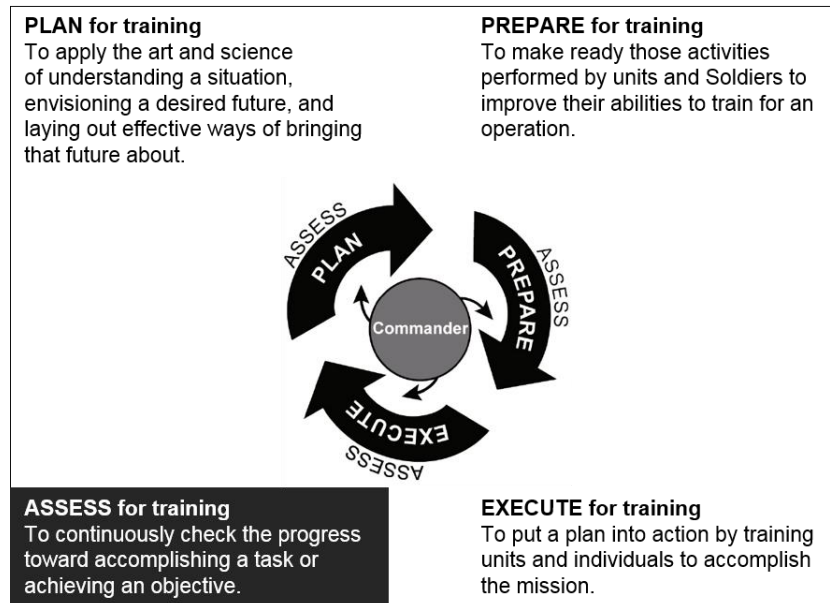 PLAN for training
To apply the art and science
of understanding a situation,
envisioning a desired future, and
laying out effective ways of bringing
that future about.
PREPARE for training
To make ready those activities
performed by units and Soldiers to
improve their abilities to train for an
operation.
ASSESS
PLAN
ASSESS
PREPARE
Commander
EXECUTE
ASSESS
ASSESS for training
To continuously check the progress
toward accomplishing a task or
achieving an objective.
EXECUTE for training
To put a plan into action by training
units and individuals to accomplish
the mission.